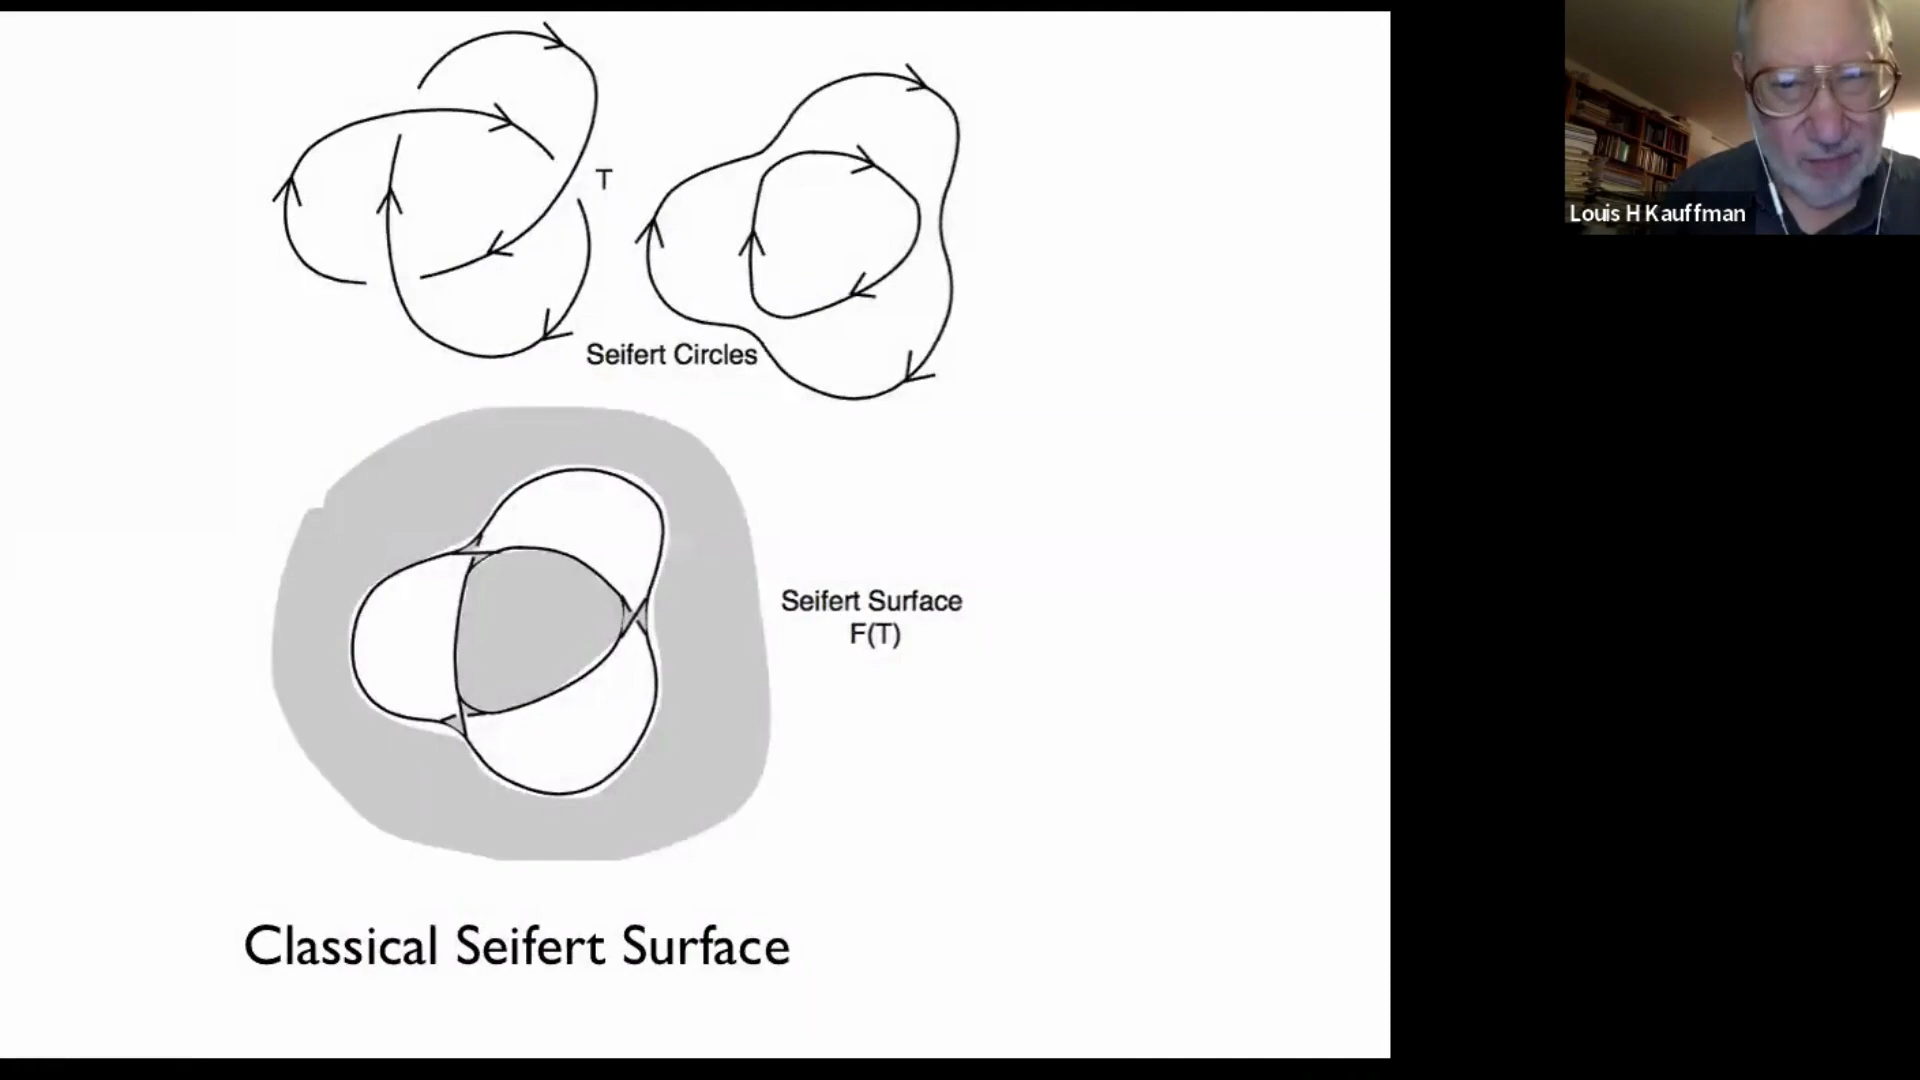 T
Seifert Circles
Seifert Surface
F(T)
Classical Seifert Surface
Louis H Kauffman